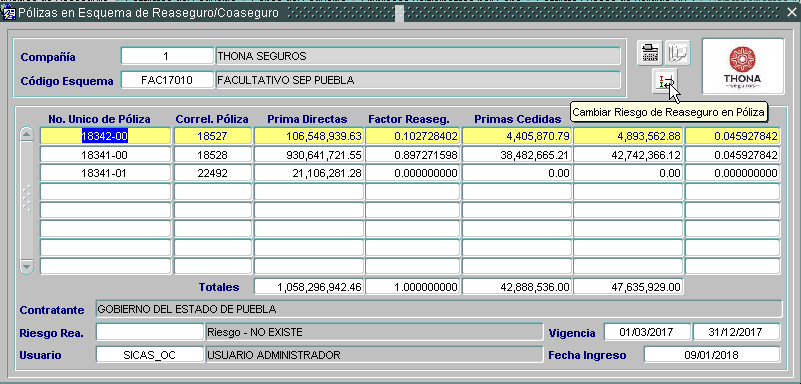 Pólizas en Esquema de Reaseguro/Coaseguro
Compañía 1 THONA SEGUROS
Código Esquema FAC17010 FACULTATIVO SEP PUEBLA
THONA
seguros
Cambiar Riesgo de Reaseguro en Póliza
No. Unico de Póliza Correl. Póliza Prima Directas Factor Reaseg. Primas Cedidas
18342-00 18527 106,548,939.63 0.102728402 4,405,870.79 4,893,562.88 0.045927842
18341-00 18528 930,641,721.55 0.897271598 38,482,665.21 42,742,366.12 0.045927842
18341-01 22492 21,106,281.28 0.000000000 0.00 0.00 0.000000000
Totales 1,058,296,942.46 1.000000000 42,888,536.00 47,635,929.00
Contratante GOBIERNO DEL ESTADO DE PUEBLA
Riesgo Rea. Riesgo - NO EXISTE Vigencia 01/03/2017 31/12/2017
Usuario SICAS_OC USUARIO ADMINISTRADOR Fecha Ingreso 09/01/2018